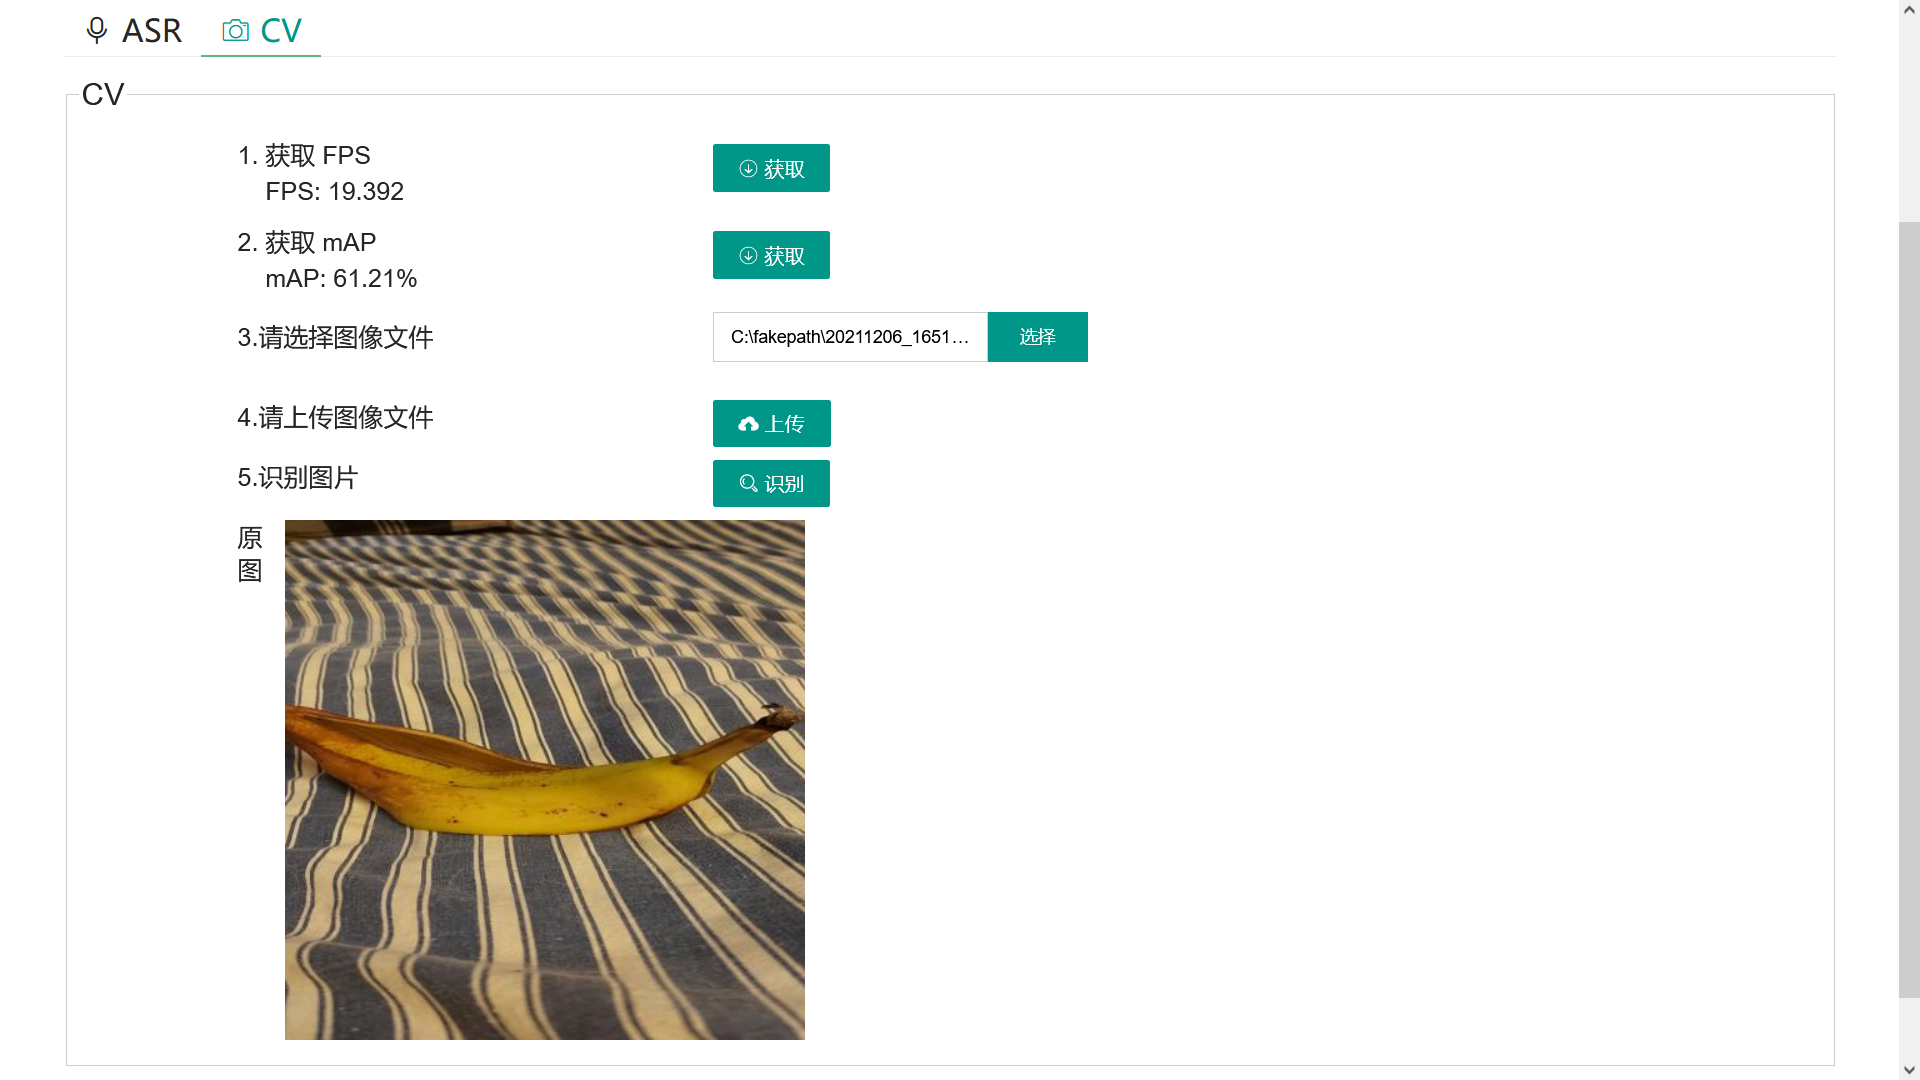 ASR CV
CV
1. 获取 FPS
获取
FPS: 19.392
2. 获取 mAP
获取
mAP: 61.21%
3.请选择图像文件
C:\fakepath\20211206_1651...
选择
4.请上传图像文件
上传
5.识别图片
识别
原
图